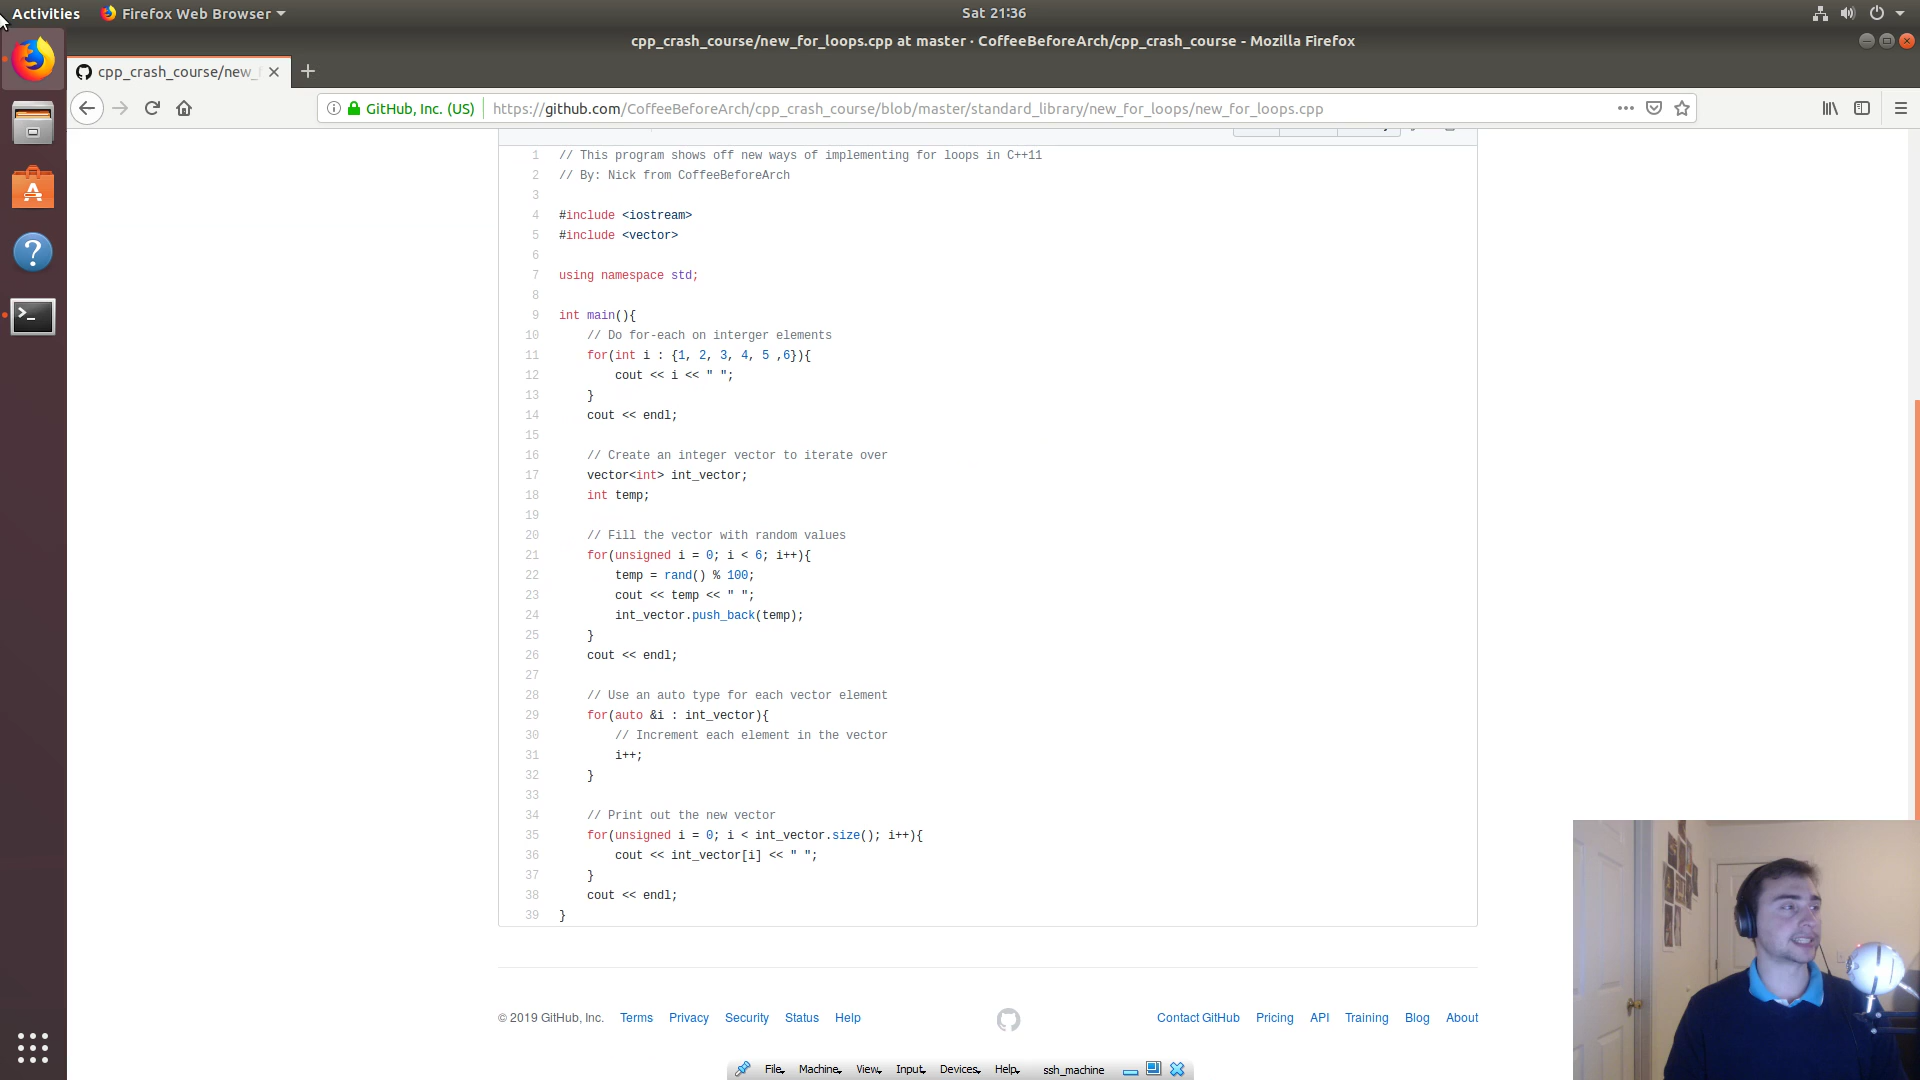 Activities Firefox Web Browser Sat 21:36
cpp_crash_course/new_for_loops.cpp at master · CoffeeBeforeArch/cpp_crash_course - Mozilla Firefox
cpp_crash_course/new_
GitHub, Inc. (US) https://github.com/CoffeeBeforeArch/cpp_crash_course/blob/master/standard_library/new_for_loops/new_for_loops.cpp
1 // This program shows off new ways of implementing for loops in C++11
2 // By: Nick from CoffeeBeforeArch
3
4 #include <iostream>
5 #include <vector>
6
7 using namespace std;
8
9 int main(){
10 // Do for-each on interger elements
11 for(int i : {1, 2, 3, 4, 5 ,6}){
12 cout << i << " ";
13 }
14 cout << endl;
15
16 // Create an integer vector to iterate over
17 vector<int> int_vector;
18 int temp;
19
20 // Fill the vector with random values
21 for(unsigned i = 0; i < 6; i++){
22 temp = rand() % 100;
23 cout << temp << " ";
24 int_vector.push_back(temp);
25 }
26 cout << endl;
27
28 // Use an auto type for each vector element
29 for(auto &i : int_vector){
30 // Increment each element in the vector
31 i++;
32 }
33
34 // Print out the new vector
35 for(unsigned i = 0; i < int_vector.size(); i++){
36 cout << int_vector[i] << " ";
37 }
38 cout << endl;
39 }
© 2019 GitHub, Inc. Terms Privacy Security Status Help Contact GitHub Pricing API Training Blog About
File Machine View Input Devices Help ssh_machine